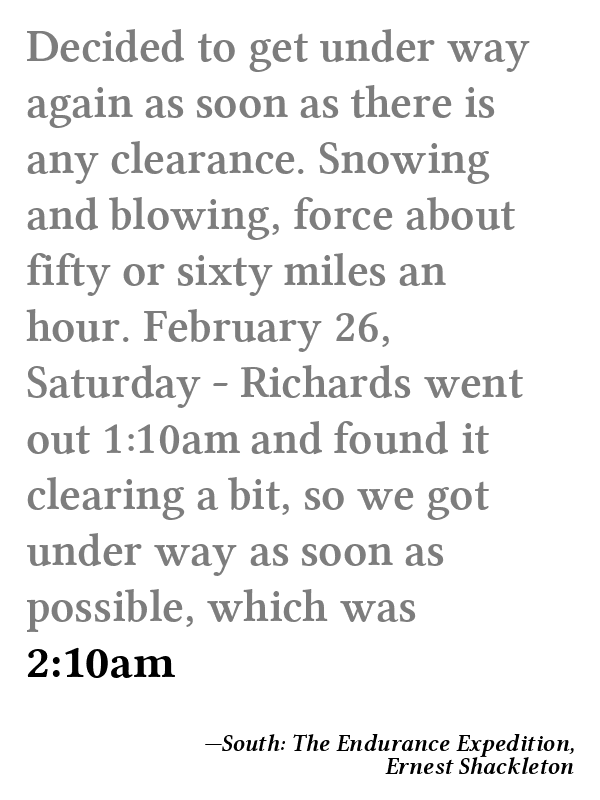 Decided to get under way
again as soon as there is
any clearance. Snowing
and blowing, force about
fifty or sixty miles an
hour. February 26,
Saturday - Richards went
out 1:10am and found it
clearing a bit, so we got
under way as soon as
possible, which was
2:10am
—South: The Endurance Expedition,
Ernest Shackleton